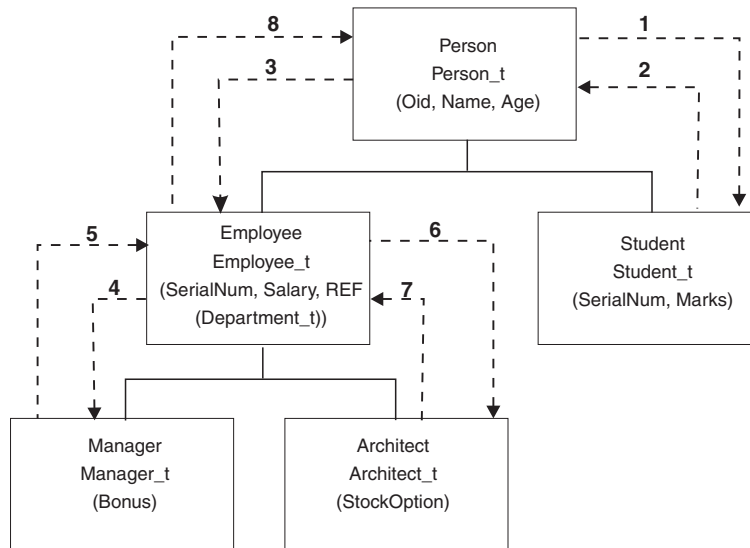 8
1
Person
3
2
Person_t
(Oid, Name, Age)
5
Employee
6
Student
Employee_t
Student_t
4
(SerialNum, Salary, REF
7
(SerialNum, Marks)
(Department_t))
Manager
Architect
Manager_t
Architect_t
(Bonus)
(StockOption)